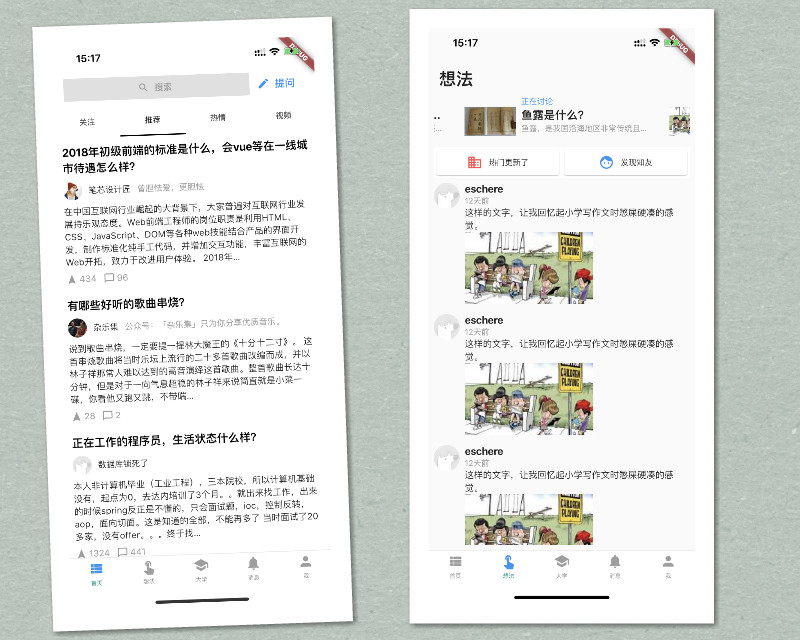 15:17
DEBUG
搜索
提问
关注
推荐
热情
视频
2018年初级前端的标准是什么，会vue等在一线城
市待遇怎么样？
笔芯设计匠 曾胆怯爱，更胆怯
在中国互联网行业崛起的大背景下，大家普遍对互联网行业发
展持乐观态度。Web前端工程师的岗位职责是利用HTML、
CSS、JavaScript、DOM等各种web技能结合产品的界面开
发，制作标准化纯手工代码，并增加交互功能，丰富互联网的
Web开拓，致力于改进用户体验。 2018年...
434 96
有哪些好听的歌曲串烧？
杂乐集 公众号：「杂乐集」只为你分享优质音乐。
说到歌曲串烧，一定要提一提林大魔王的《十分十二寸》。 这
首串烧歌曲将当时乐坛上流行的二十多首歌曲改编而成，并以
林子祥那常人难以达到的高音演绎这首歌曲。整首歌曲长达十
分钟，但是对于一向气息超稳的林子祥来说简直就是小菜一
碟，你看他又跑又跳，不带喘...
28 2
正在工作的程序员，生活状态什么样？
数据库锁死了
本人非计算机毕业（工业工程），三本院校，所以计算机基础
没有，起点为0，去达内培训了3个月。。就出来找工作，出来
的时候spring反正是不懂的，只会面试题，ioc，控制反转，
aop，面向切面。这是知道的全部，不能再多了 当时面试了20
多家，没有offer。。。终于找...
1324 441
首页
想法
大学
消息
我
15:17
DEBUG
想法
正在讨论
鱼露是什么？
鱼露，是我国沿海地区非常传统且...
热门更新了
发现知友
eschere
12天前
这样的文字，让我回忆起小学写作文时悠屎硬凑的感
觉。
CHILDREN
PLAYING
eschere
12天前
这样的文字，让我回忆起小学写作文时悠屎硬凑的感
觉。
CHILDREN
PLAYING
eschere
12天前
这样的文字，让我回忆起小学写作文时悠屎硬凑的感
觉。
CHILDREN
PLAYING
首页
想法
大学
消息
我